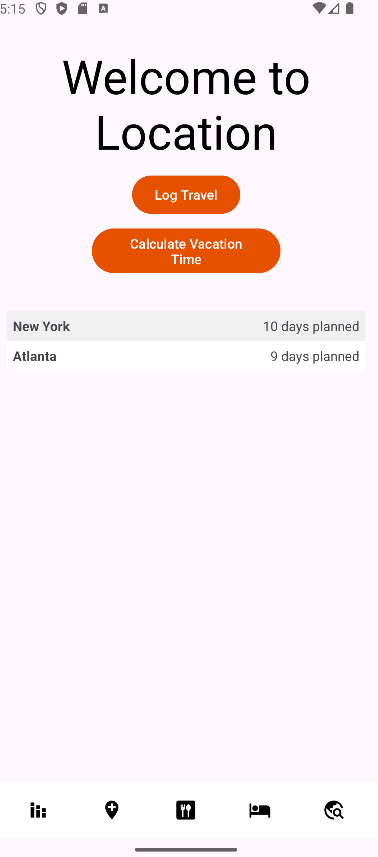 5:15
Welcome to
Location
Log Travel
Calculate Vacation
Time
New York 10 days planned
Atlanta 9 days planned